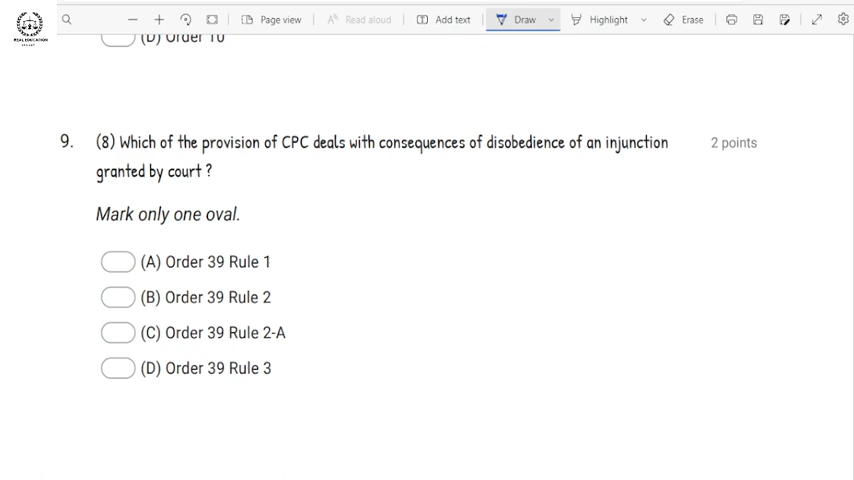 Page view
Read aloud
Add text
Draw
Highlight
Erase
REAL EDUCATION
(D) Order 10
9. (8) Which of the provision of CPC deals with consequences of disobedience of an injunction 2 points
granted by court ?
Mark only one oval.
(A) Order 39 Rule 1
(B) Order 39 Rule 2
(C) Order 39 Rule 2-A
(D) Order 39 Rule 3